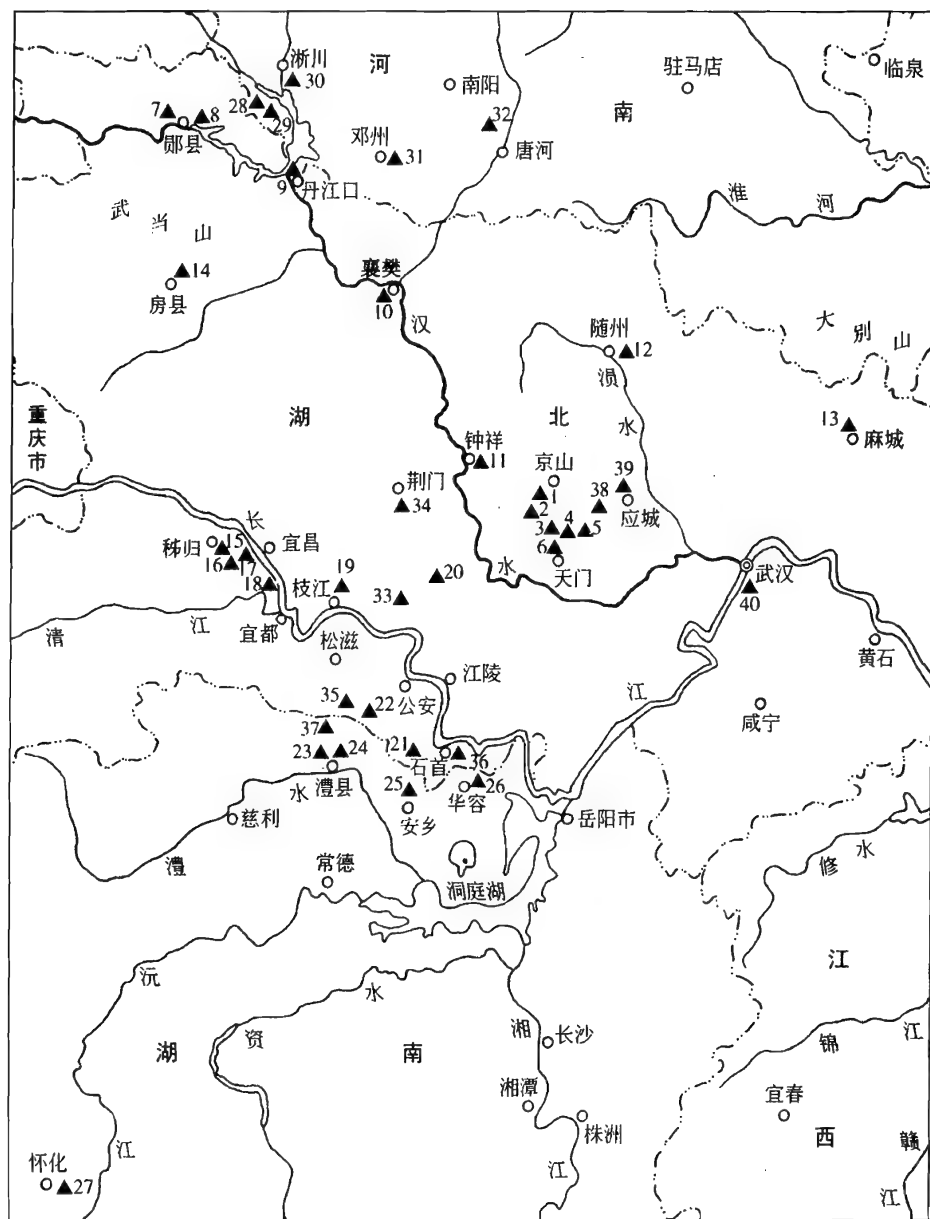 淅川
30
河
南阳
驻马店
临泉
7
8
28
29
郧县
32
南
邓州
31
唐河
9
丹江口
淮
河
武
当
山
14
房县
襄樊
10
汉
随州
12
大
别
山
涢
水
北
13
麻城
重
庆
市
湖
钟祥
11
京山
1
2
3
4
5
6
38
39
应城
天门
荆门
34
长
秭归
15
16
17
18
宜昌
19
枝江
20
33
水
武汉
40
宜都
清
江
松滋
黄石
江陵
公安
江
咸宁
35
22
37
23
24
21
石首
36
澧县
水
25
安乡
华容
26
岳阳市
慈利
澧
常德
洞庭湖
修
水
江
沅
水
湖
资
南
湘
长沙
锦
江
湘潭
株洲
宜春
西
赣
江
江
江
怀化
27